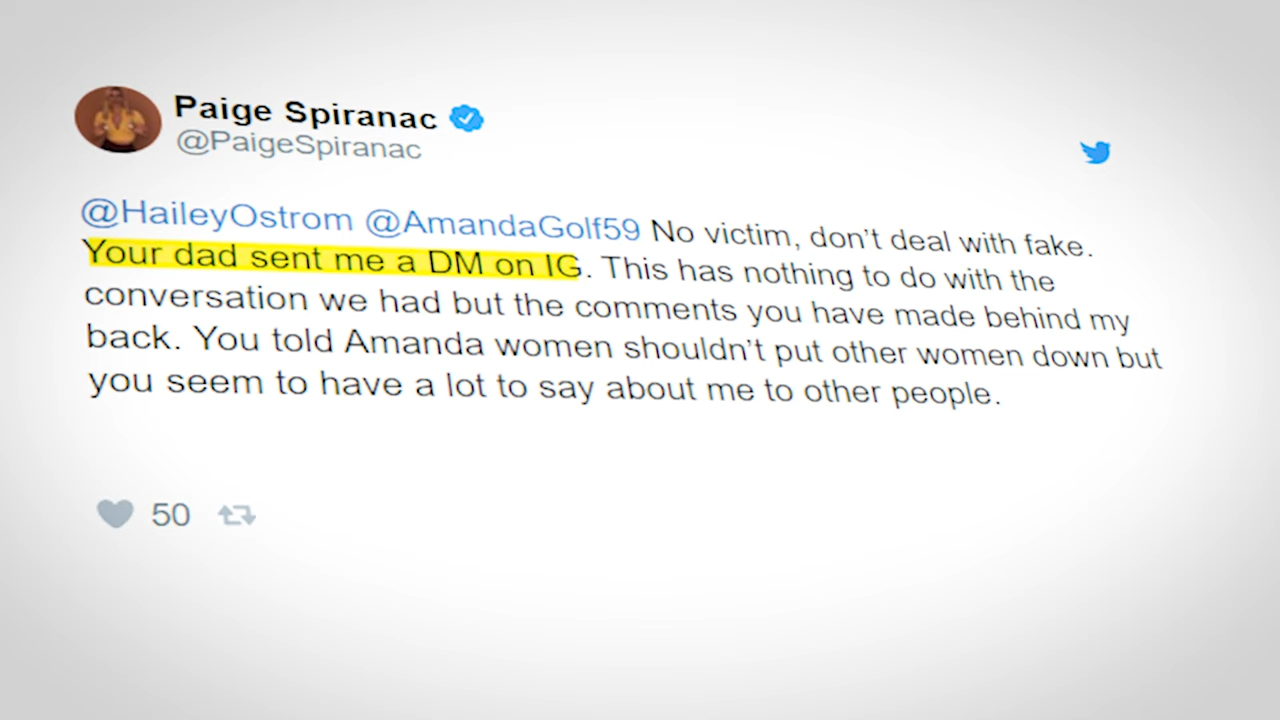 Paige Spiranac
@PaigeSpiranac
@HaileyOstrom @AmandaGolf59 No victim, don't deal with fake.
Your dad sent me a DM on IG. This has nothing to do with the
conversation we had but the comments you have made behind my
back. You told Amanda women shouldn't put other women down but
you seem to have a lot to say about me to other people.
50